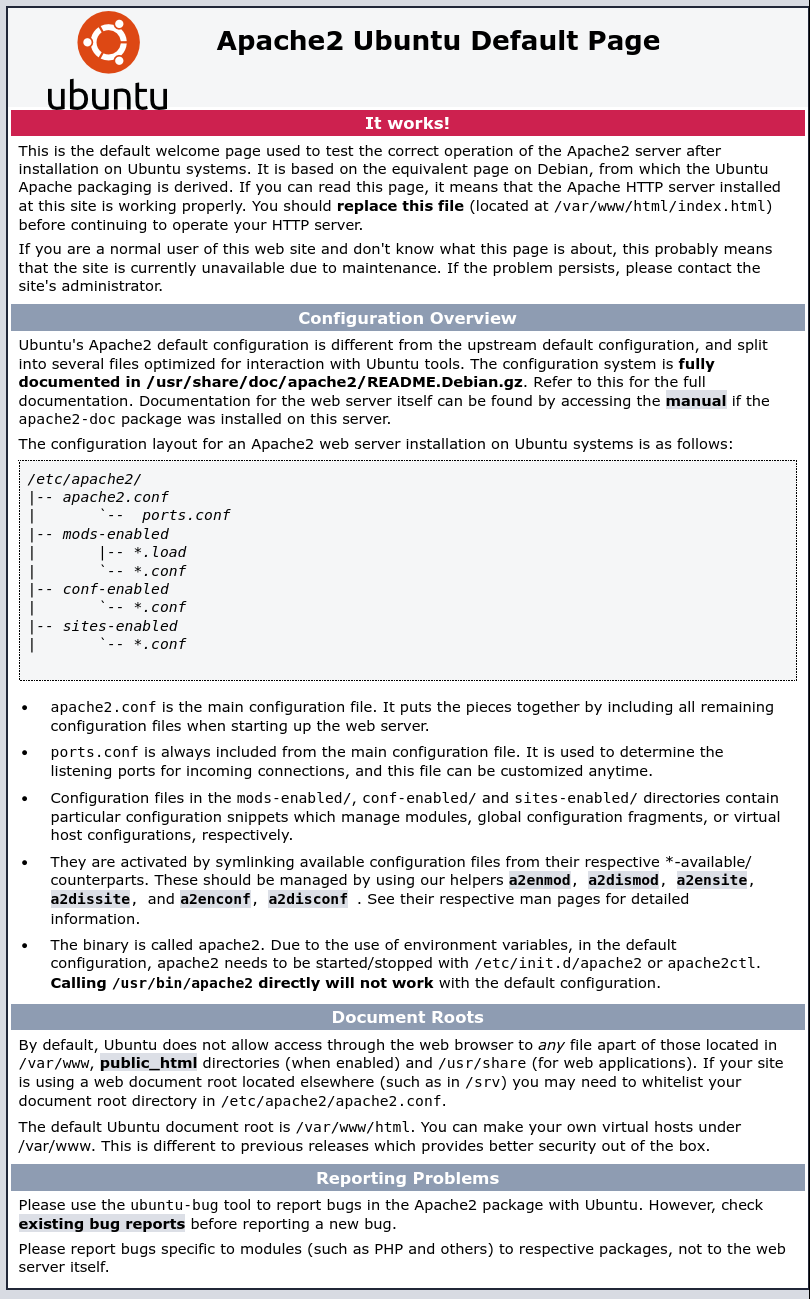 ubuntu
Apache2 Ubuntu Default Page
It works!
This is the default welcome page used to test the correct operation of the Apache2 server after
installation on Ubuntu systems. It is based on the equivalent page on Debian, from which the Ubuntu
Apache packaging is derived. If you can read this page, it means that the Apache HTTP server installed
at this site is working properly. You should replace this file (located at /var/www/html/index.html)
before continuing to operate your HTTP server.
If you are a normal user of this web site and don't know what this page is about, this probably means
that the site is currently unavailable due to maintenance. If the problem persists, please contact the
site's administrator.
Configuration Overview
Ubuntu's Apache2 default configuration is different from the upstream default configuration, and split
into several files optimized for interaction with Ubuntu tools. The configuration system is fully
documented in /usr/share/doc/apache2/README.Debian.gz. Refer to this for the full
documentation. Documentation for the web server itself can be found by accessing the manual if the
apache2-doc package was installed on this server.
The configuration layout for an Apache2 web server installation on Ubuntu systems is as follows:
/etc/apache2/
|-- apache2.conf
|       `--  ports.conf
|-- mods-enabled
|       |-- *.load
|       `-- *.conf
|-- conf-enabled
|       `-- *.conf
|-- sites-enabled
|       `-- *.conf
• apache2.conf is the main configuration file. It puts the pieces together by including all remaining
configuration files when starting up the web server.
• ports.conf is always included from the main configuration file. It is used to determine the
listening ports for incoming connections, and this file can be customized anytime.
• Configuration files in the mods-enabled/, conf-enabled/ and sites-enabled/ directories contain
particular configuration snippets which manage modules, global configuration fragments, or virtual
host configurations, respectively.
• They are activated by symlinking available configuration files from their respective *-available/
counterparts. These should be managed by using our helpers a2enmod, a2dismod, a2ensite,
a2dissite, and a2enconf, a2disconf . See their respective man pages for detailed
information.
• The binary is called apache2. Due to the use of environment variables, in the default
configuration, apache2 needs to be started/stopped with /etc/init.d/apache2 or apache2ctl.
Calling /usr/bin/apache2 directly will not work with the default configuration.
Document Roots
By default, Ubuntu does not allow access through the web browser to any file apart of those located in
/var/www, public_html directories (when enabled) and /usr/share (for web applications). If your site
is using a web document root located elsewhere (such as in /srv) you may need to whitelist your
document root directory in /etc/apache2/apache2.conf.
The default Ubuntu document root is /var/www/html. You can make your own virtual hosts under
/var/www. This is different to previous releases which provides better security out of the box.
Reporting Problems
Please use the ubuntu-bug tool to report bugs in the Apache2 package with Ubuntu. However, check
existing bug reports before reporting a new bug.
Please report bugs specific to modules (such as PHP and others) to respective packages, not to the web
server itself.